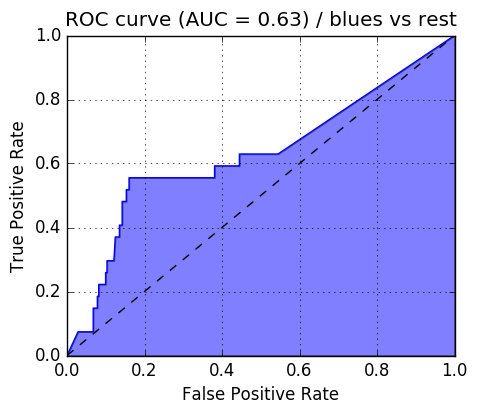 ROC curve (AUC = 0.63) / blues vs rest
1.0
0.8
0.6
0.4
0.2
0.0
True Positive Rate
0.0 0.2 0.4 0.6 0.8 1.0
False Positive Rate